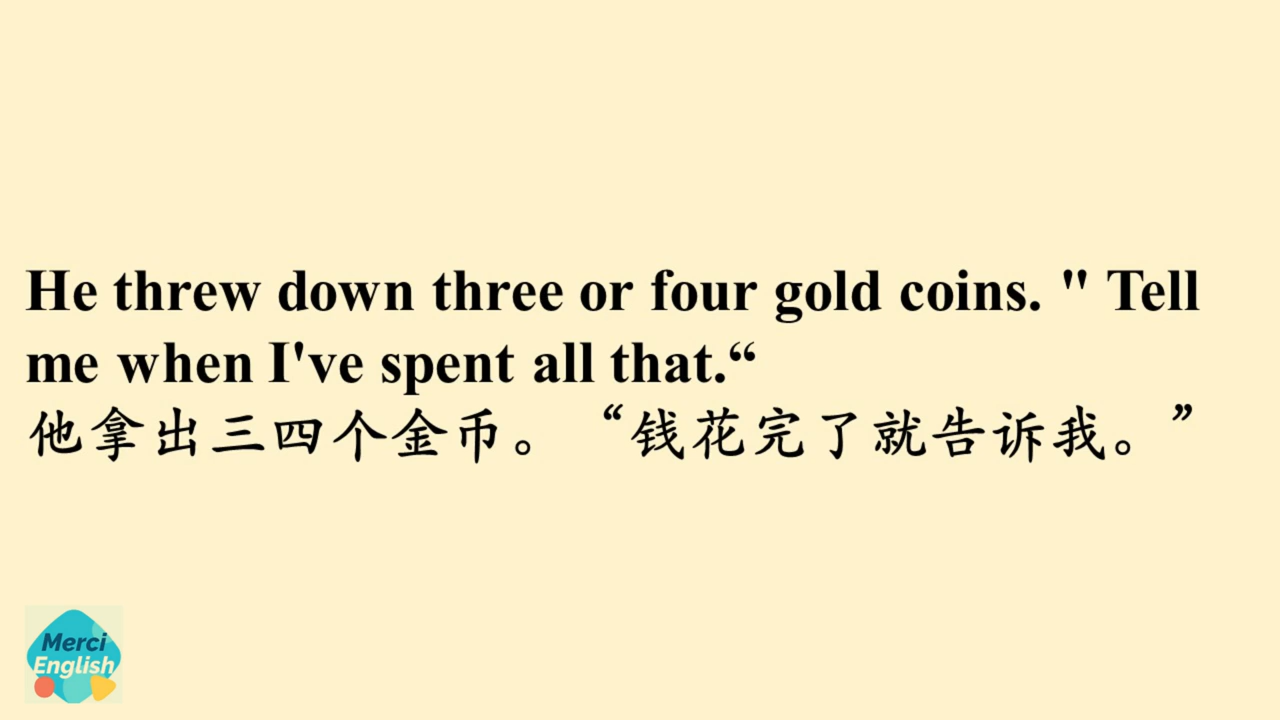 He threw down three or four gold coins. " Tell
me when I've spent all that.“
他拿出三四个金币。“钱花完了就告诉我。”
Merci
English